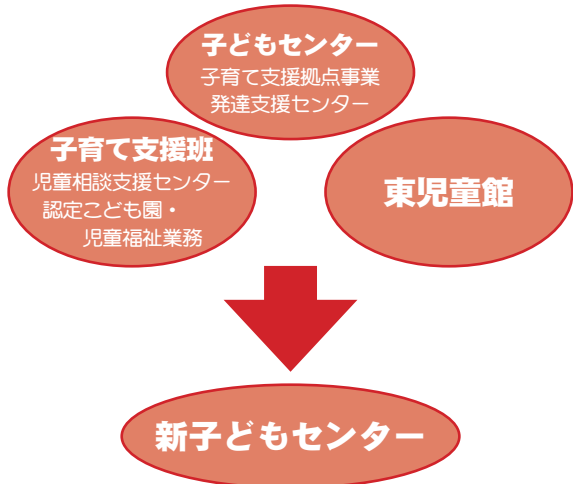 子どもセンター
子育て支援拠点事業
発達支援センター
子育て支援班
児童相談支援センター
認定こども園・
児童福祉業務
東児童館
新子どもセンター